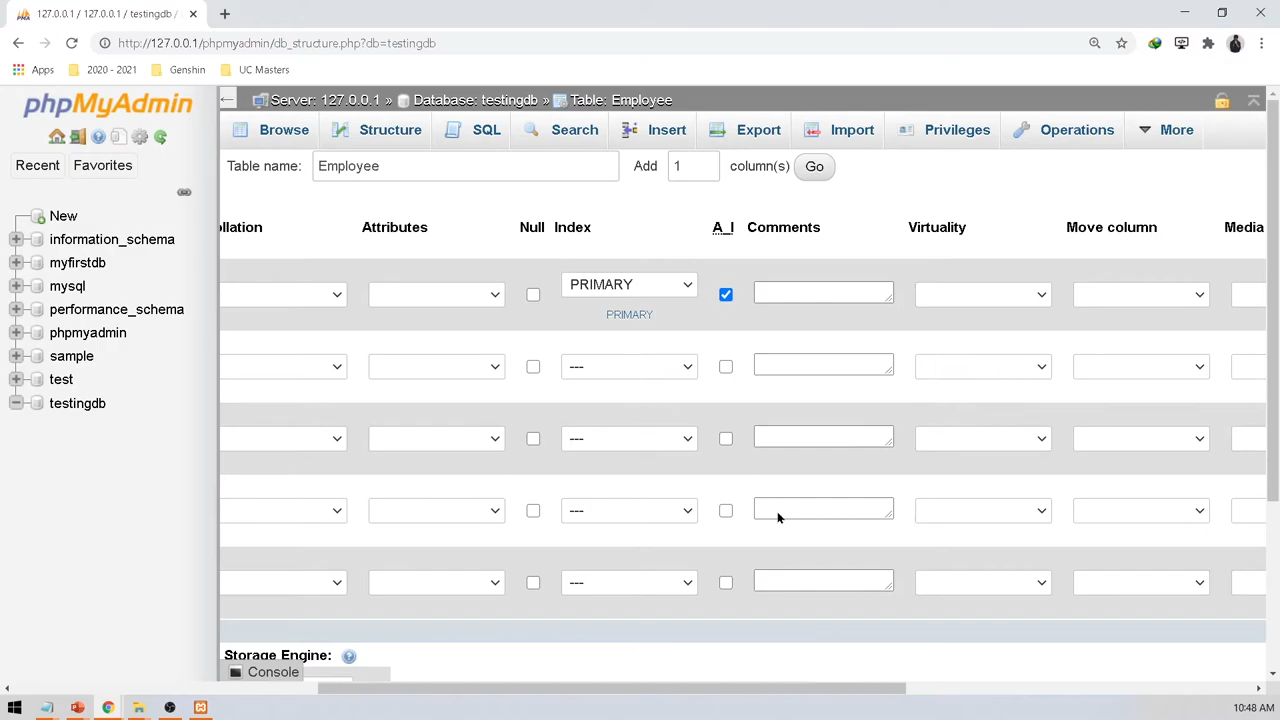 127.0.0.1 / 127.0.0.1 / testingdb /
http://127.0.0.1/phpmyadmin/db_structure.php?db=testingdb
Apps 2020 - 2021 Genshin UC Masters
phpMyAdmin
Recent Favorites
New
information_schema
myfirstdb
mysql
performance_schema
phpmyadmin
sample
test
testingdb
Server: 127.0.0.1 » Database: testingdb » Table: Employee
Browse Structure SQL Search Insert Export Import Privileges Operations More
Table name: Employee Add 1 column(s) Go
ollation Attributes Null Index A_I Comments Virtuality Move column Media
PRIMARY
PRIMARY
---
---
---
---
Storage Engine:
Console
10:48 AM